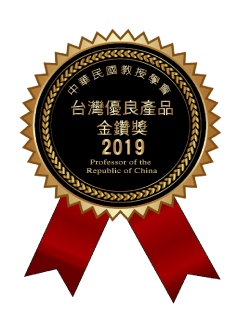 中華民國教授學會
台灣優良產品
金鑽獎
2019
Professor of the
Republic of China